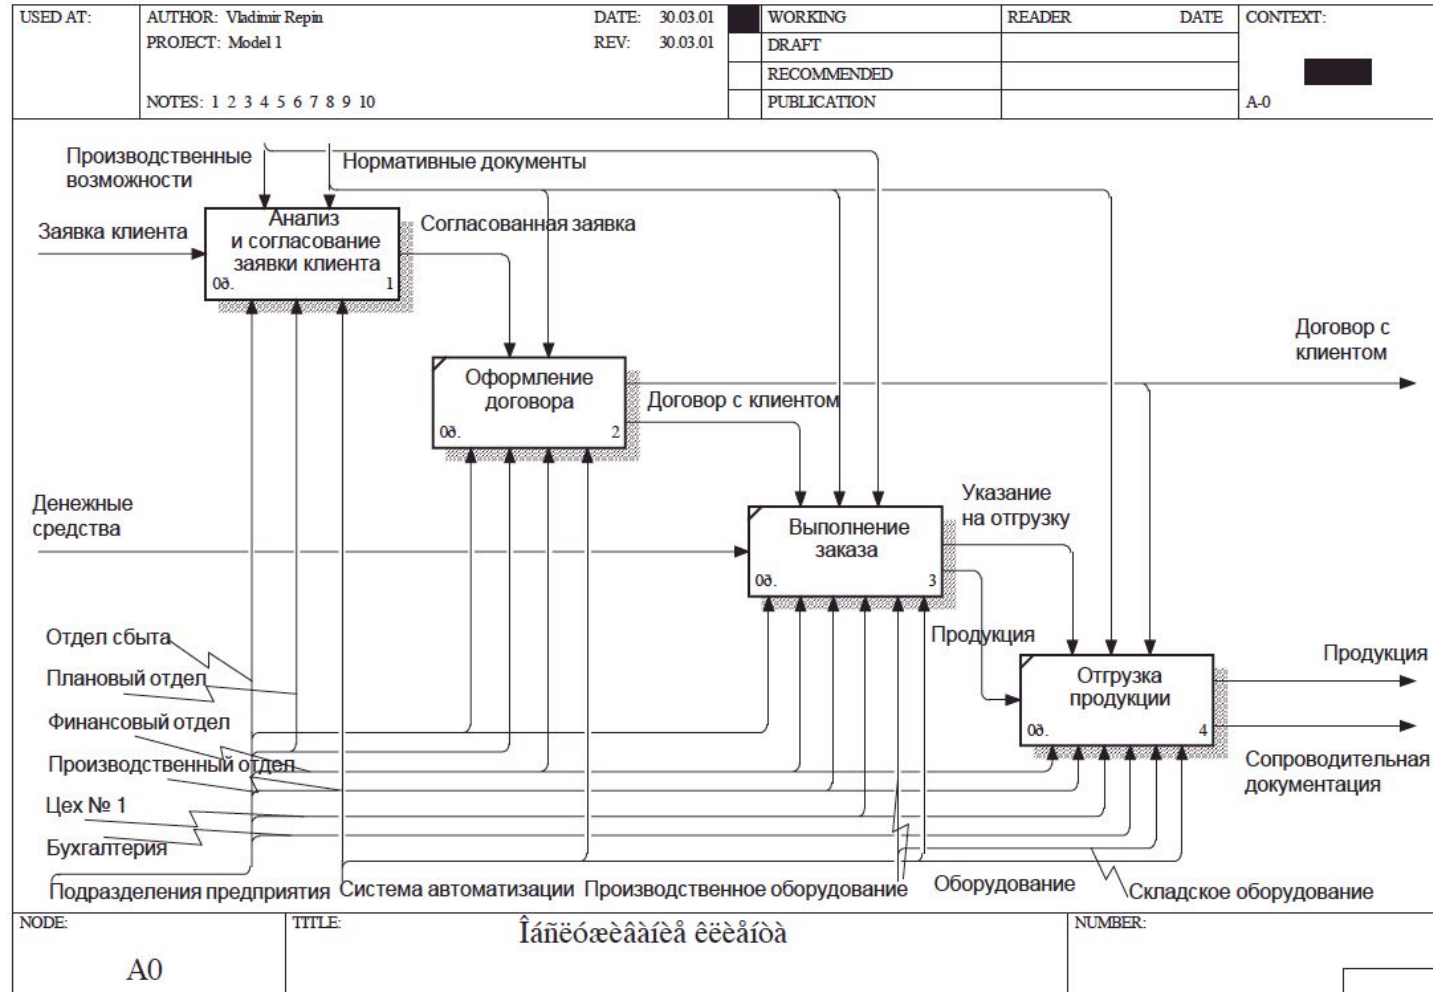 USED AT:
AUTHOR: Vladimir Repin
DATE: 30.03.01
WORKING
READER
DATE
CONTEXT:
PROJECT: Model 1
REV: 30.03.01
DRAFT
RECOMMENDED
NOTES: 1 2 3 4 5 6 7 8 9 10
PUBLICATION
A-0
Производственные
возможности
Нормативные документы
Заявка клиента
Анализ
и согласование
заявки клиента
0ð.
1
Согласованная заявка
Договор с
клиентом
Оформление
договора
0ð.
2
Договор с клиентом
Денежные
средства
Выполнение
заказа
0ð.
3
Указание
на отгрузку
Продукция
Отгрузка
продукции
0ð.
4
Продукция
Сопроводительная
документация
Отдел сбыта
Плановый отдел
Финансовый отдел
Производственный отдел
Цех № 1
Бухгалтерия
Подразделения предприятия
Система автоматизации
Производственное оборудование
Оборудование
Складское оборудование
NODE:
A0
TITLE:
Îáñëóæèâàíèå êëèåíòà
NUMBER: